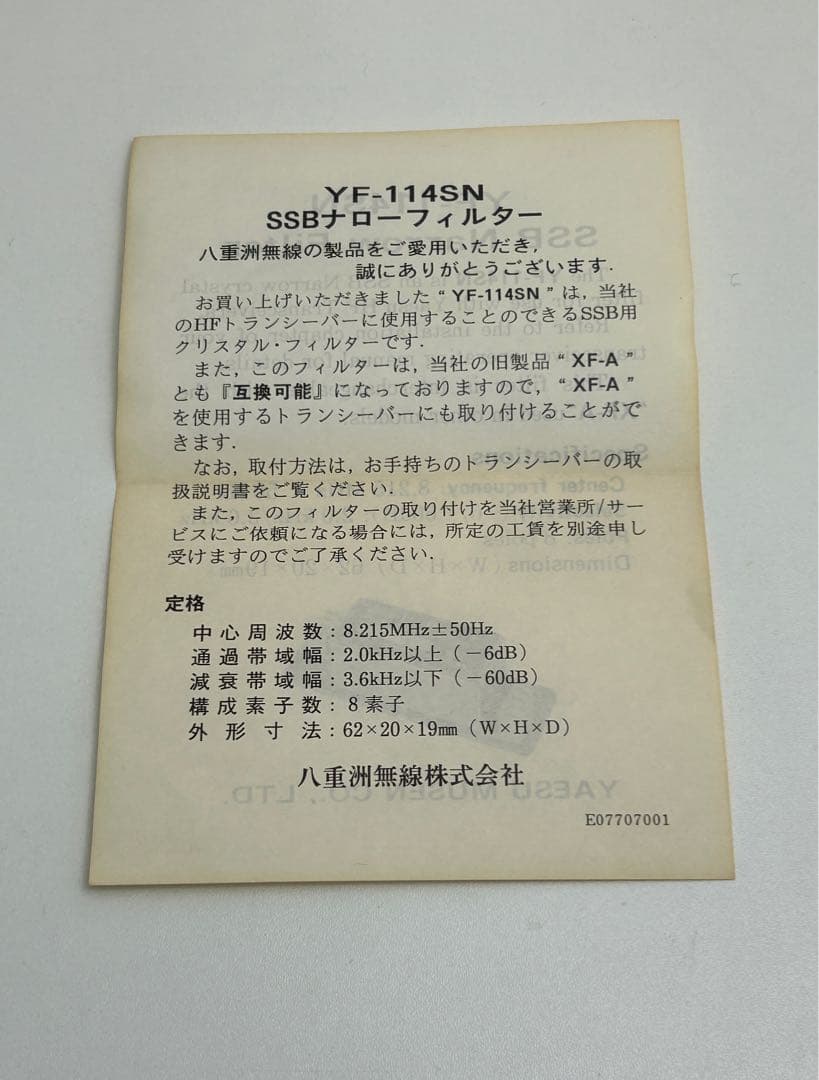 YF-114SN
SSBナローフィルター
八重洲無線の製品をご愛用いただき,
誠にありがとうございます.
お買い上げいただきました“ YF-114SN ”は, 当社
のHFトランシーバーに使用することのできるSSB用
クリスタル・フィルターです.
また, このフィルターは, 当社の旧製品“ XF-A ”
とも『互換可能』になっておりますので, “ XF-A ”
を使用するトランシーバーにも取り付けることがで
きます.
なお, 取付方法は, お手持ちのトランシーバーの取
扱説明書をご覧ください.
また, このフィルターの取り付けを当社営業所/サー
ビスにご依頼になる場合には, 所定の工賃を別途申し
受けますのでご了承ください.
定格
中心周波数:8.215MHz±50Hz
通過帯域幅:2.0kHz以上(-6dB)
減衰帯域幅:3.6kHz以下(-60dB)
構成素子数:8素子
外形寸法:62×20×19㎜(W×H×D)
八重洲無線株式会社
E07707001